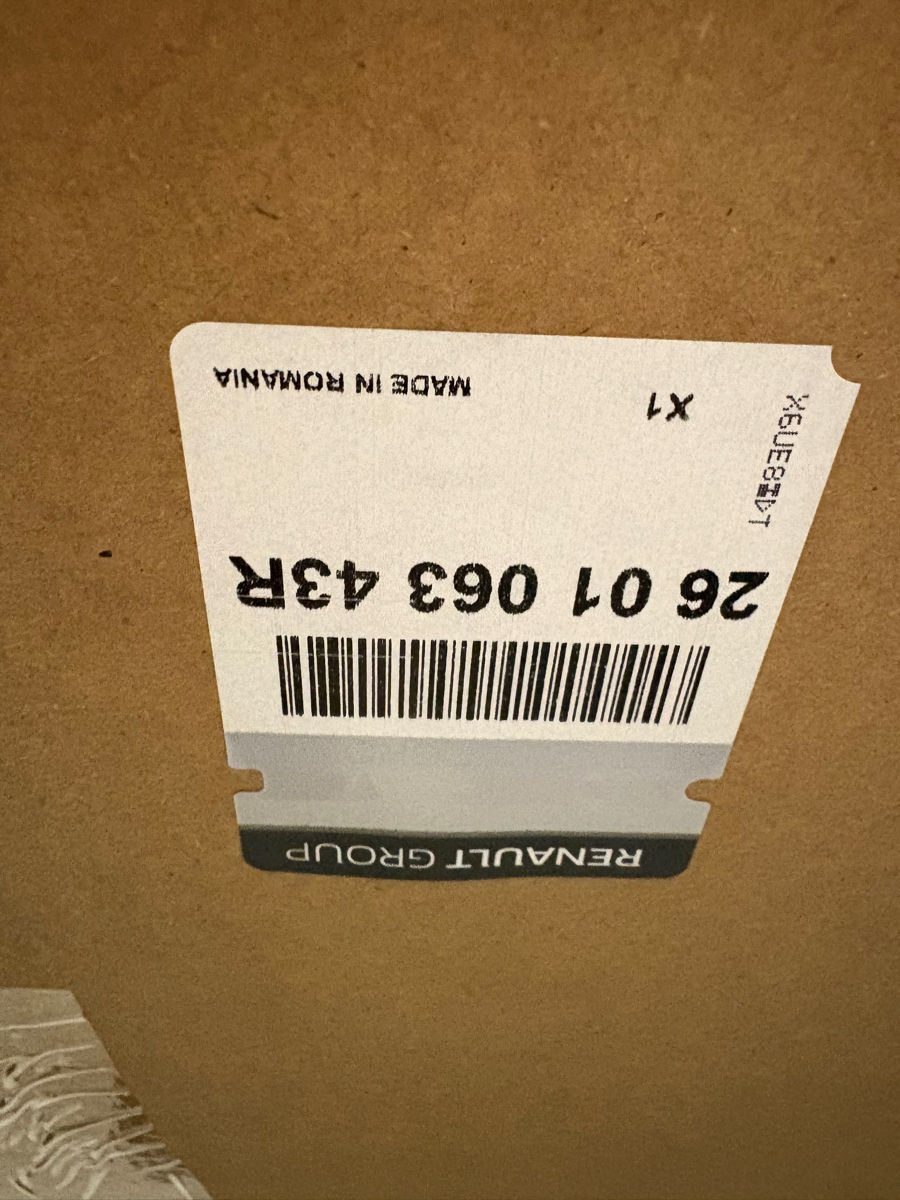 RENAULT GROUP
26 01 063 43R
X1
MADE IN ROMANIA